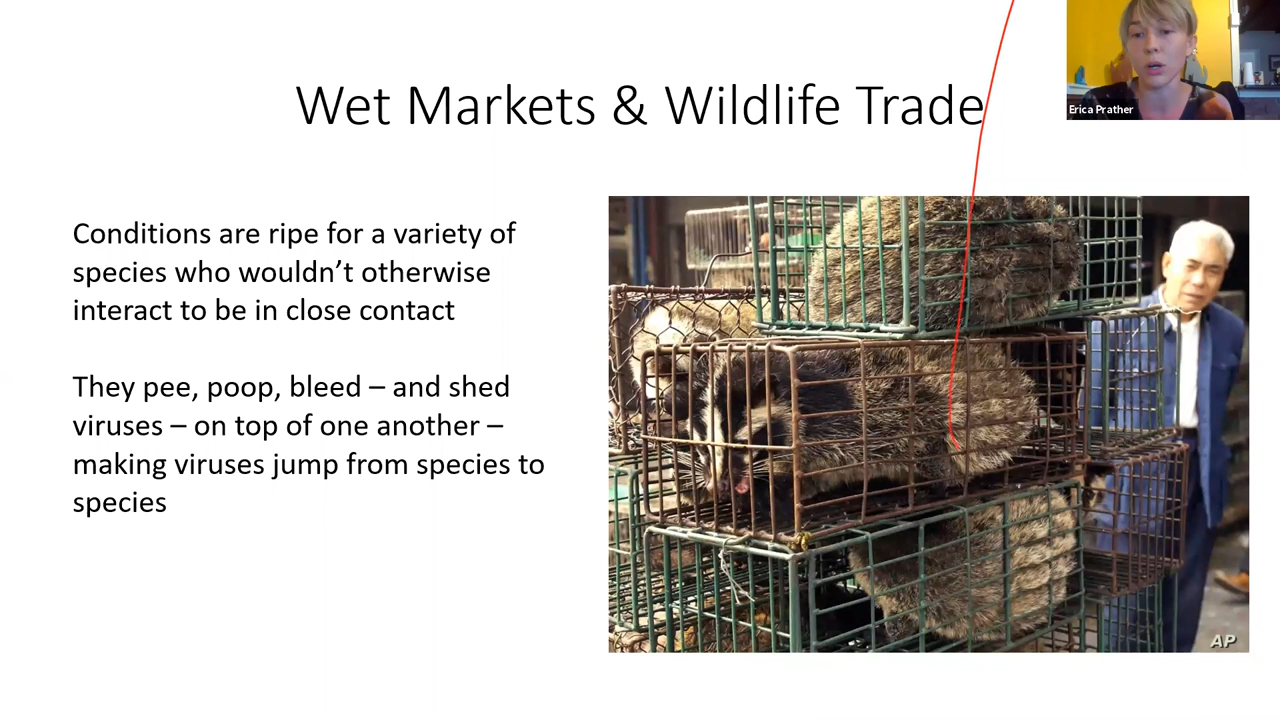 Wet Markets & Wildlife Trade
Erica Prather
Conditions are ripe for a variety of
species who wouldn’t otherwise
interact to be in close contact
They pee, poop, bleed – and shed
viruses – on top of one another –
making viruses jump from species to
species
AP